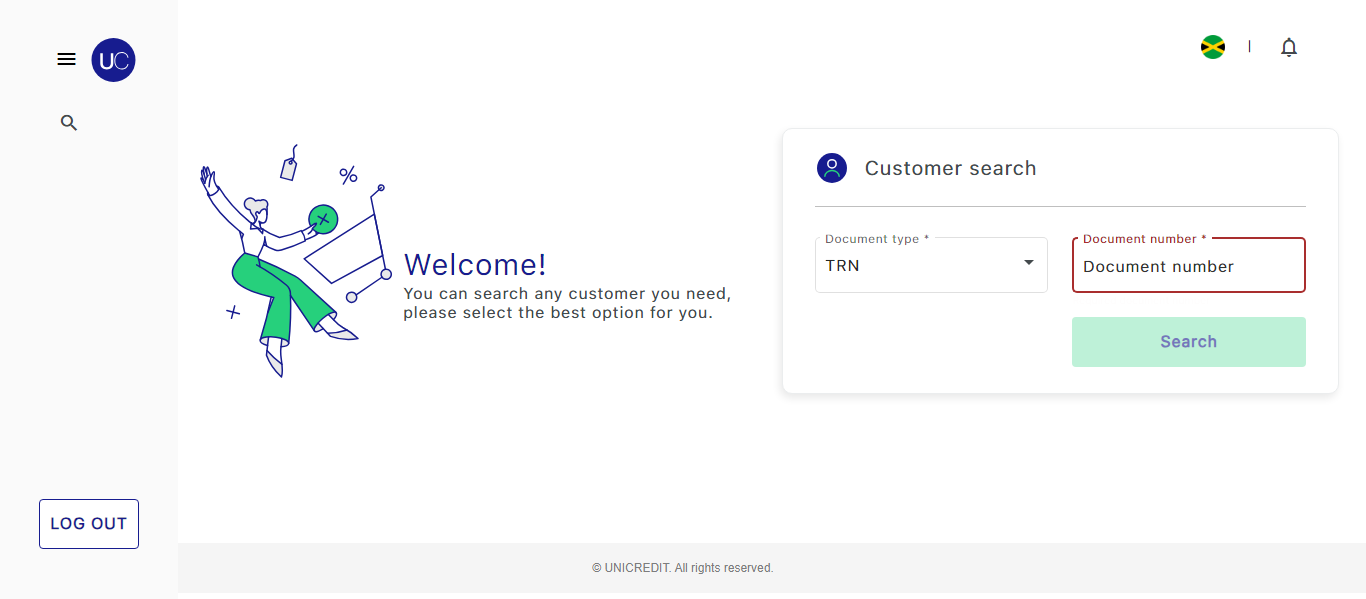 UC
Customer search
Document type *
TRN
Document number *
Document number
Search
Welcome!
You can search any customer you need,
please select the best option for you.
LOG OUT
© UNICREDIT. All rights reserved.